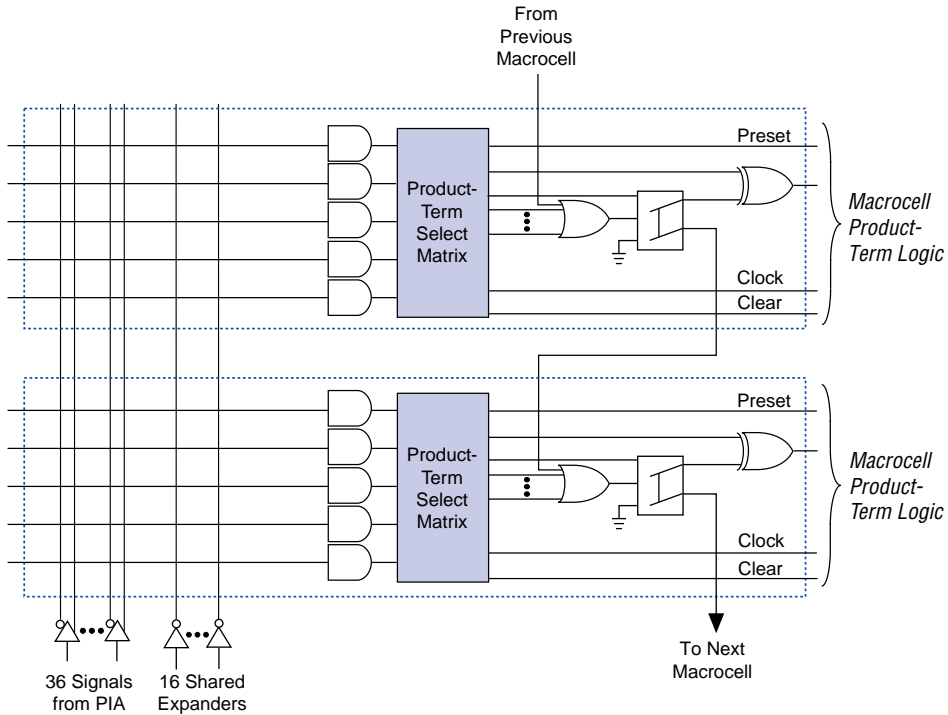 From
Previous
Macrocell
Preset
Product-
Term
Select
Matrix
Macrocell
Product-
Term Logic
Clock
Clear
Preset
Product-
Term
Select
Matrix
Macrocell
Product-
Term Logic
Clock
Clear
36 Signals
from PIA
16 Shared
Expanders
To Next
Macrocell